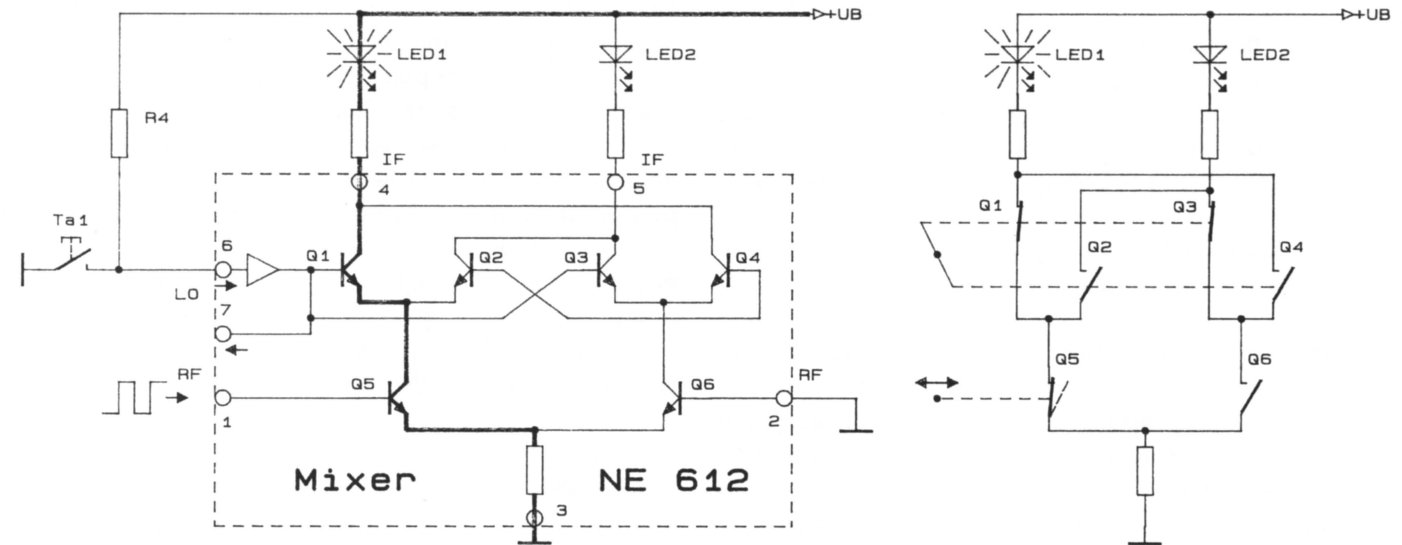 +UB
+UB
LED1
LED2
LED1
LED2
R4
IF
IF
4
5
Ta1
6
Q1
Q2
Q3
Q4
Q1
Q3
Q2
Q4
LO
7
RF
Q5
Q6
RF
Q5
Q6
1
2
Mixer
NE 612
3